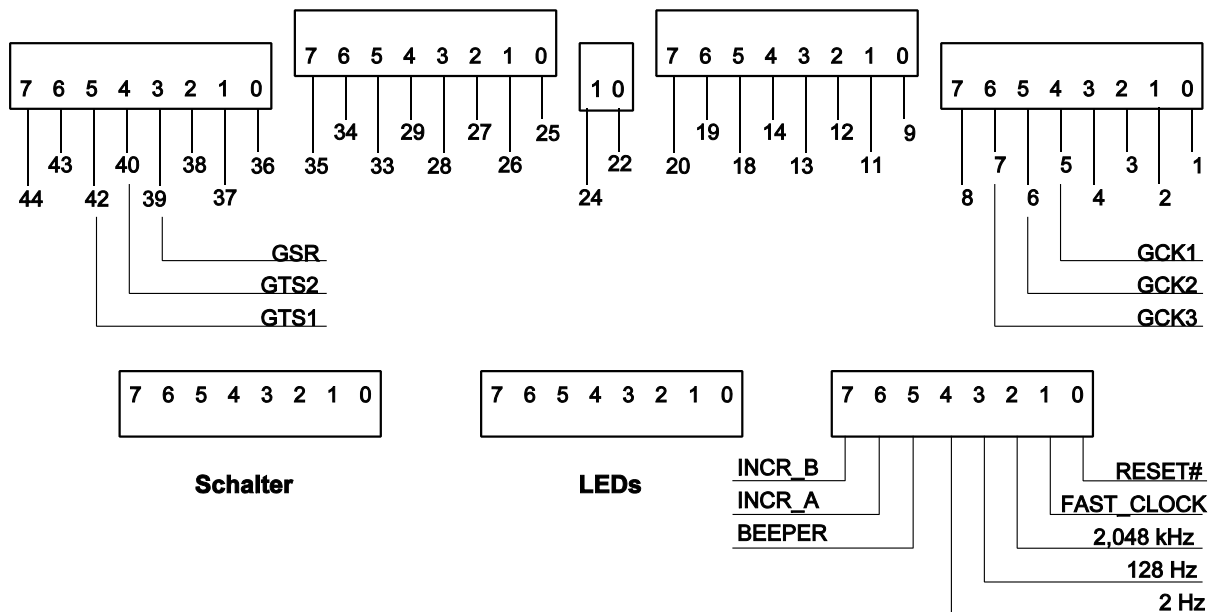 7 6 5 4 3 2 1 0
7 6 5 4 3 2 1 0
7 6 5 4 3 2 1 0
1 0
7 6 5 4 3 2 1 0
7 6 5 4 3 2 1 0
34 29 27 25 19 14 12 9
43 40 38 36 35 33 28 26 22 20 18 13 11 7 5 3 1
44 42 39 37 24 8 6 4 2
GSR GCK1
GTS2 GCK2
GTS1 GCK3
7 6 5 4 3 2 1 0
7 6 5 4 3 2 1 0
Schalter
LEDs
INCR_B RESET#
INCR_A FAST_CLOCK
BEEPER 2,048 kHz
128 Hz
2 Hz